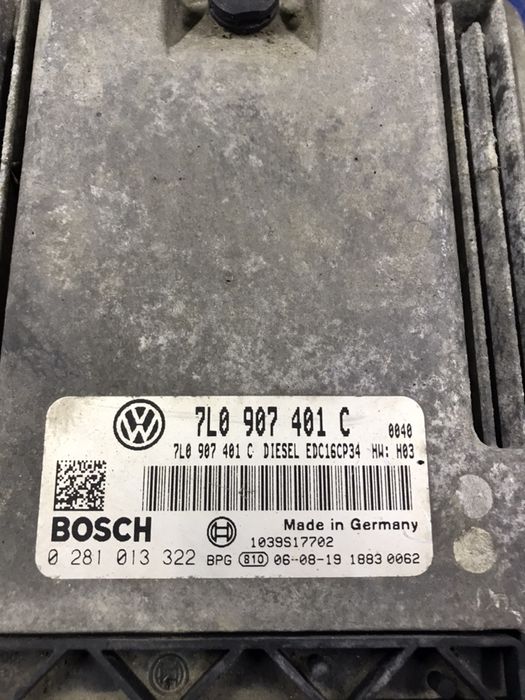 7L0 907 401 C 0040
7L0 907 401 C DIESEL EDC16CP34 HW: H03
BOSCH Made in Germany
1039S17702
0 281 013 322 BPG 810 06-08-19 1883 0062